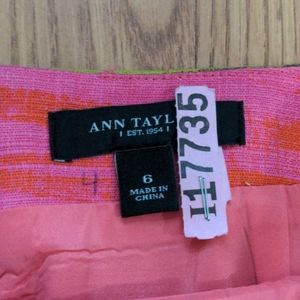 ANN TAYL
| EST. 1954 |
6
MADE IN
CHINA
117735